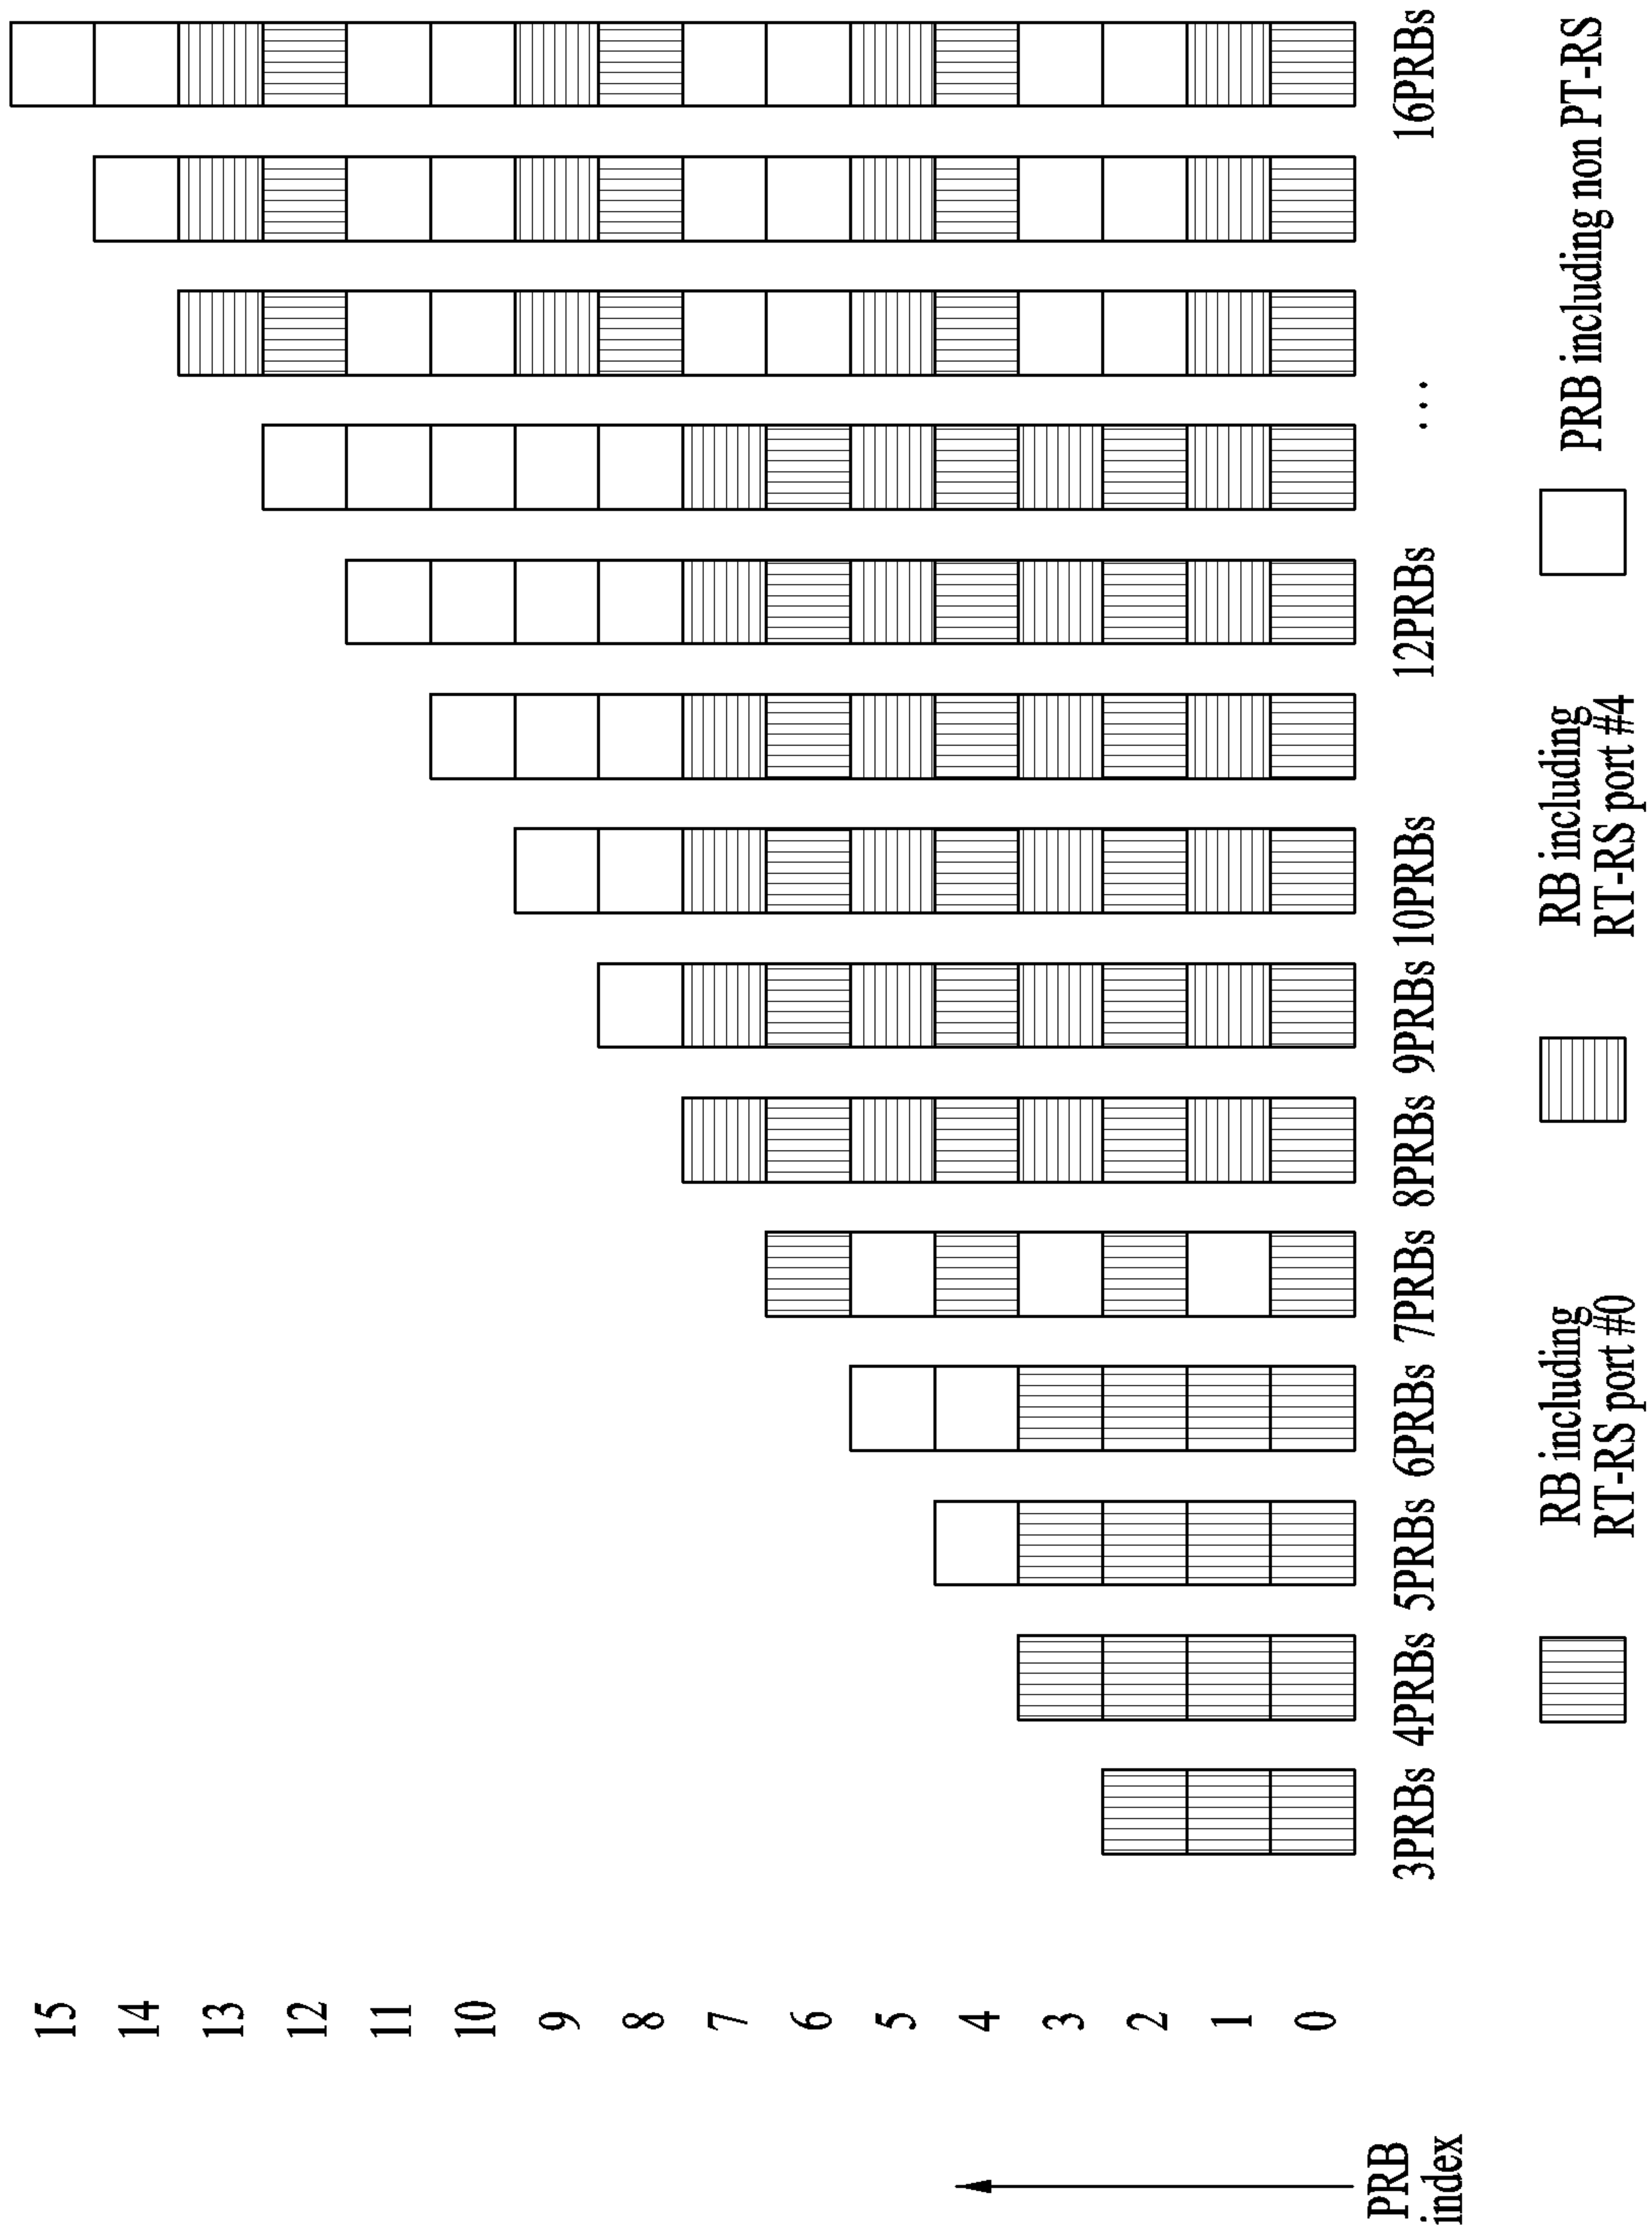 15
14
13
12
11
10
9
8
7
6
5
4
3
2
1
0
PRB
index
3PRBs 4PRBs 5PRBs 6PRBs 7PRBs 8PRBs 9PRBs 10PRBs 12PRBs ... 16PRBs
RB including
RT-RS port #0
RB including
RT-RS port #4
PRB including non PT-RS